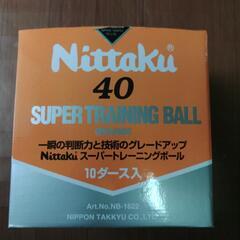 Nittaku®
40
SUPER TRAINING BALL
一瞬の判断力と技術のグレードアップ
Nittaku スーパートレーニングボール
10ダース入
Art.No.NB-1622
NIPPON TAKKYU CO.,LTD.